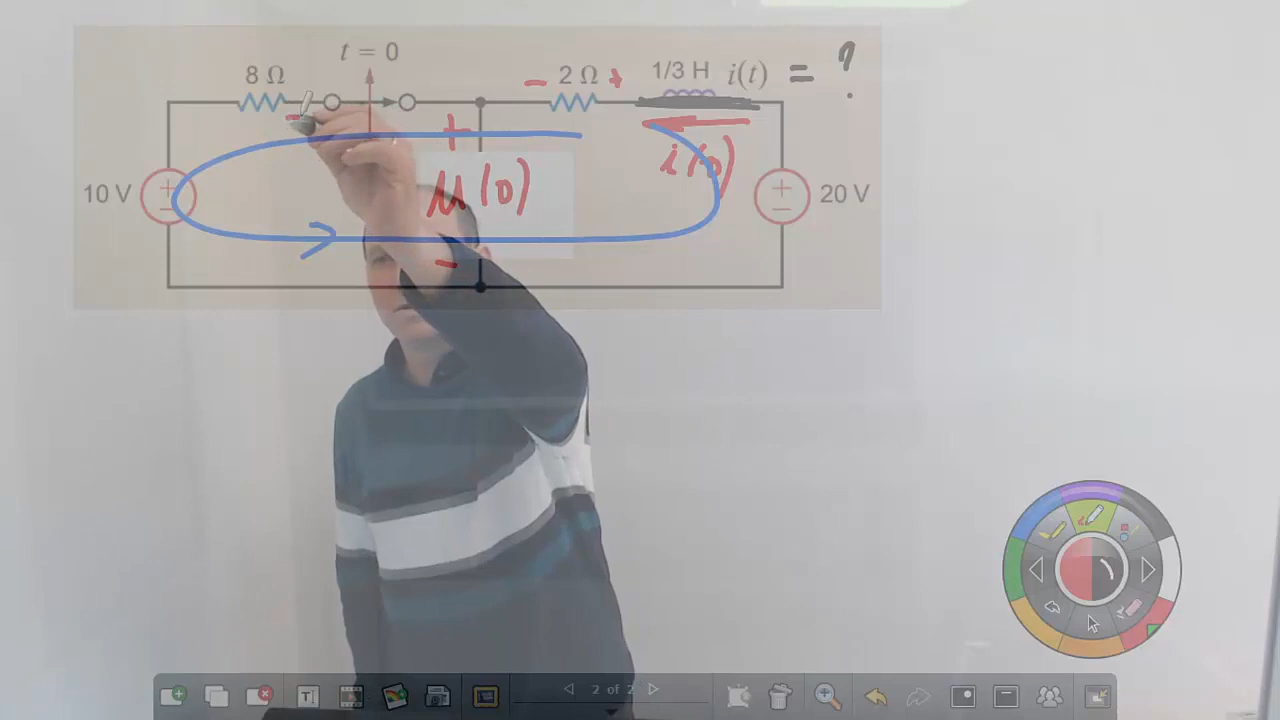 t = 0
8 Ω
− 2 Ω + 1/3 H i(t) = ?
+
i(0)
10 V + −
μ(0)
+ − 20 V
−
T
2 of 2